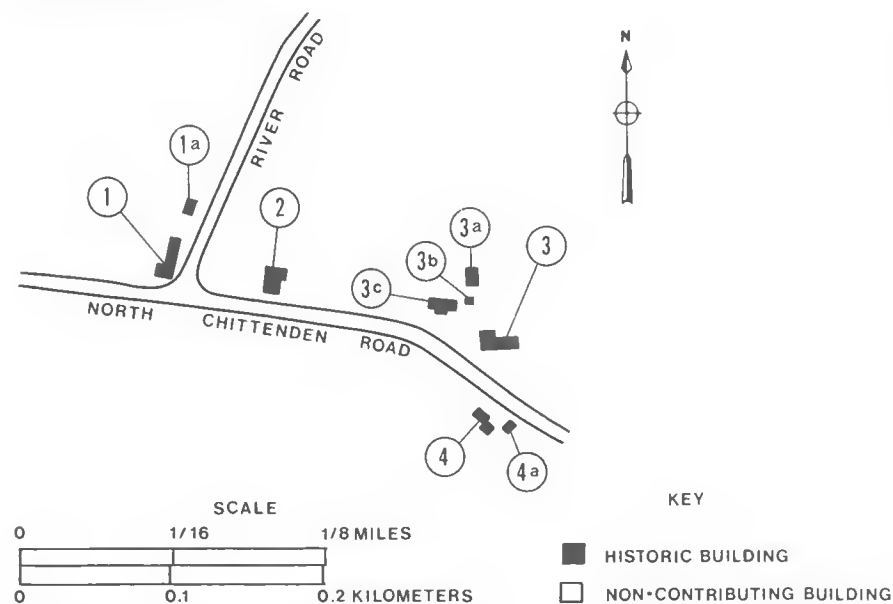 N
RIVER ROAD
1a
1
2
3a
3
3b
3c
NORTH CHITTENDEN ROAD
4
4a
SCALE
0 1/16 1/8 MILES
0 0.1 0.2 KILOMETERS
KEY
HISTORIC BUILDING
NON-CONTRIBUTING BUILDING